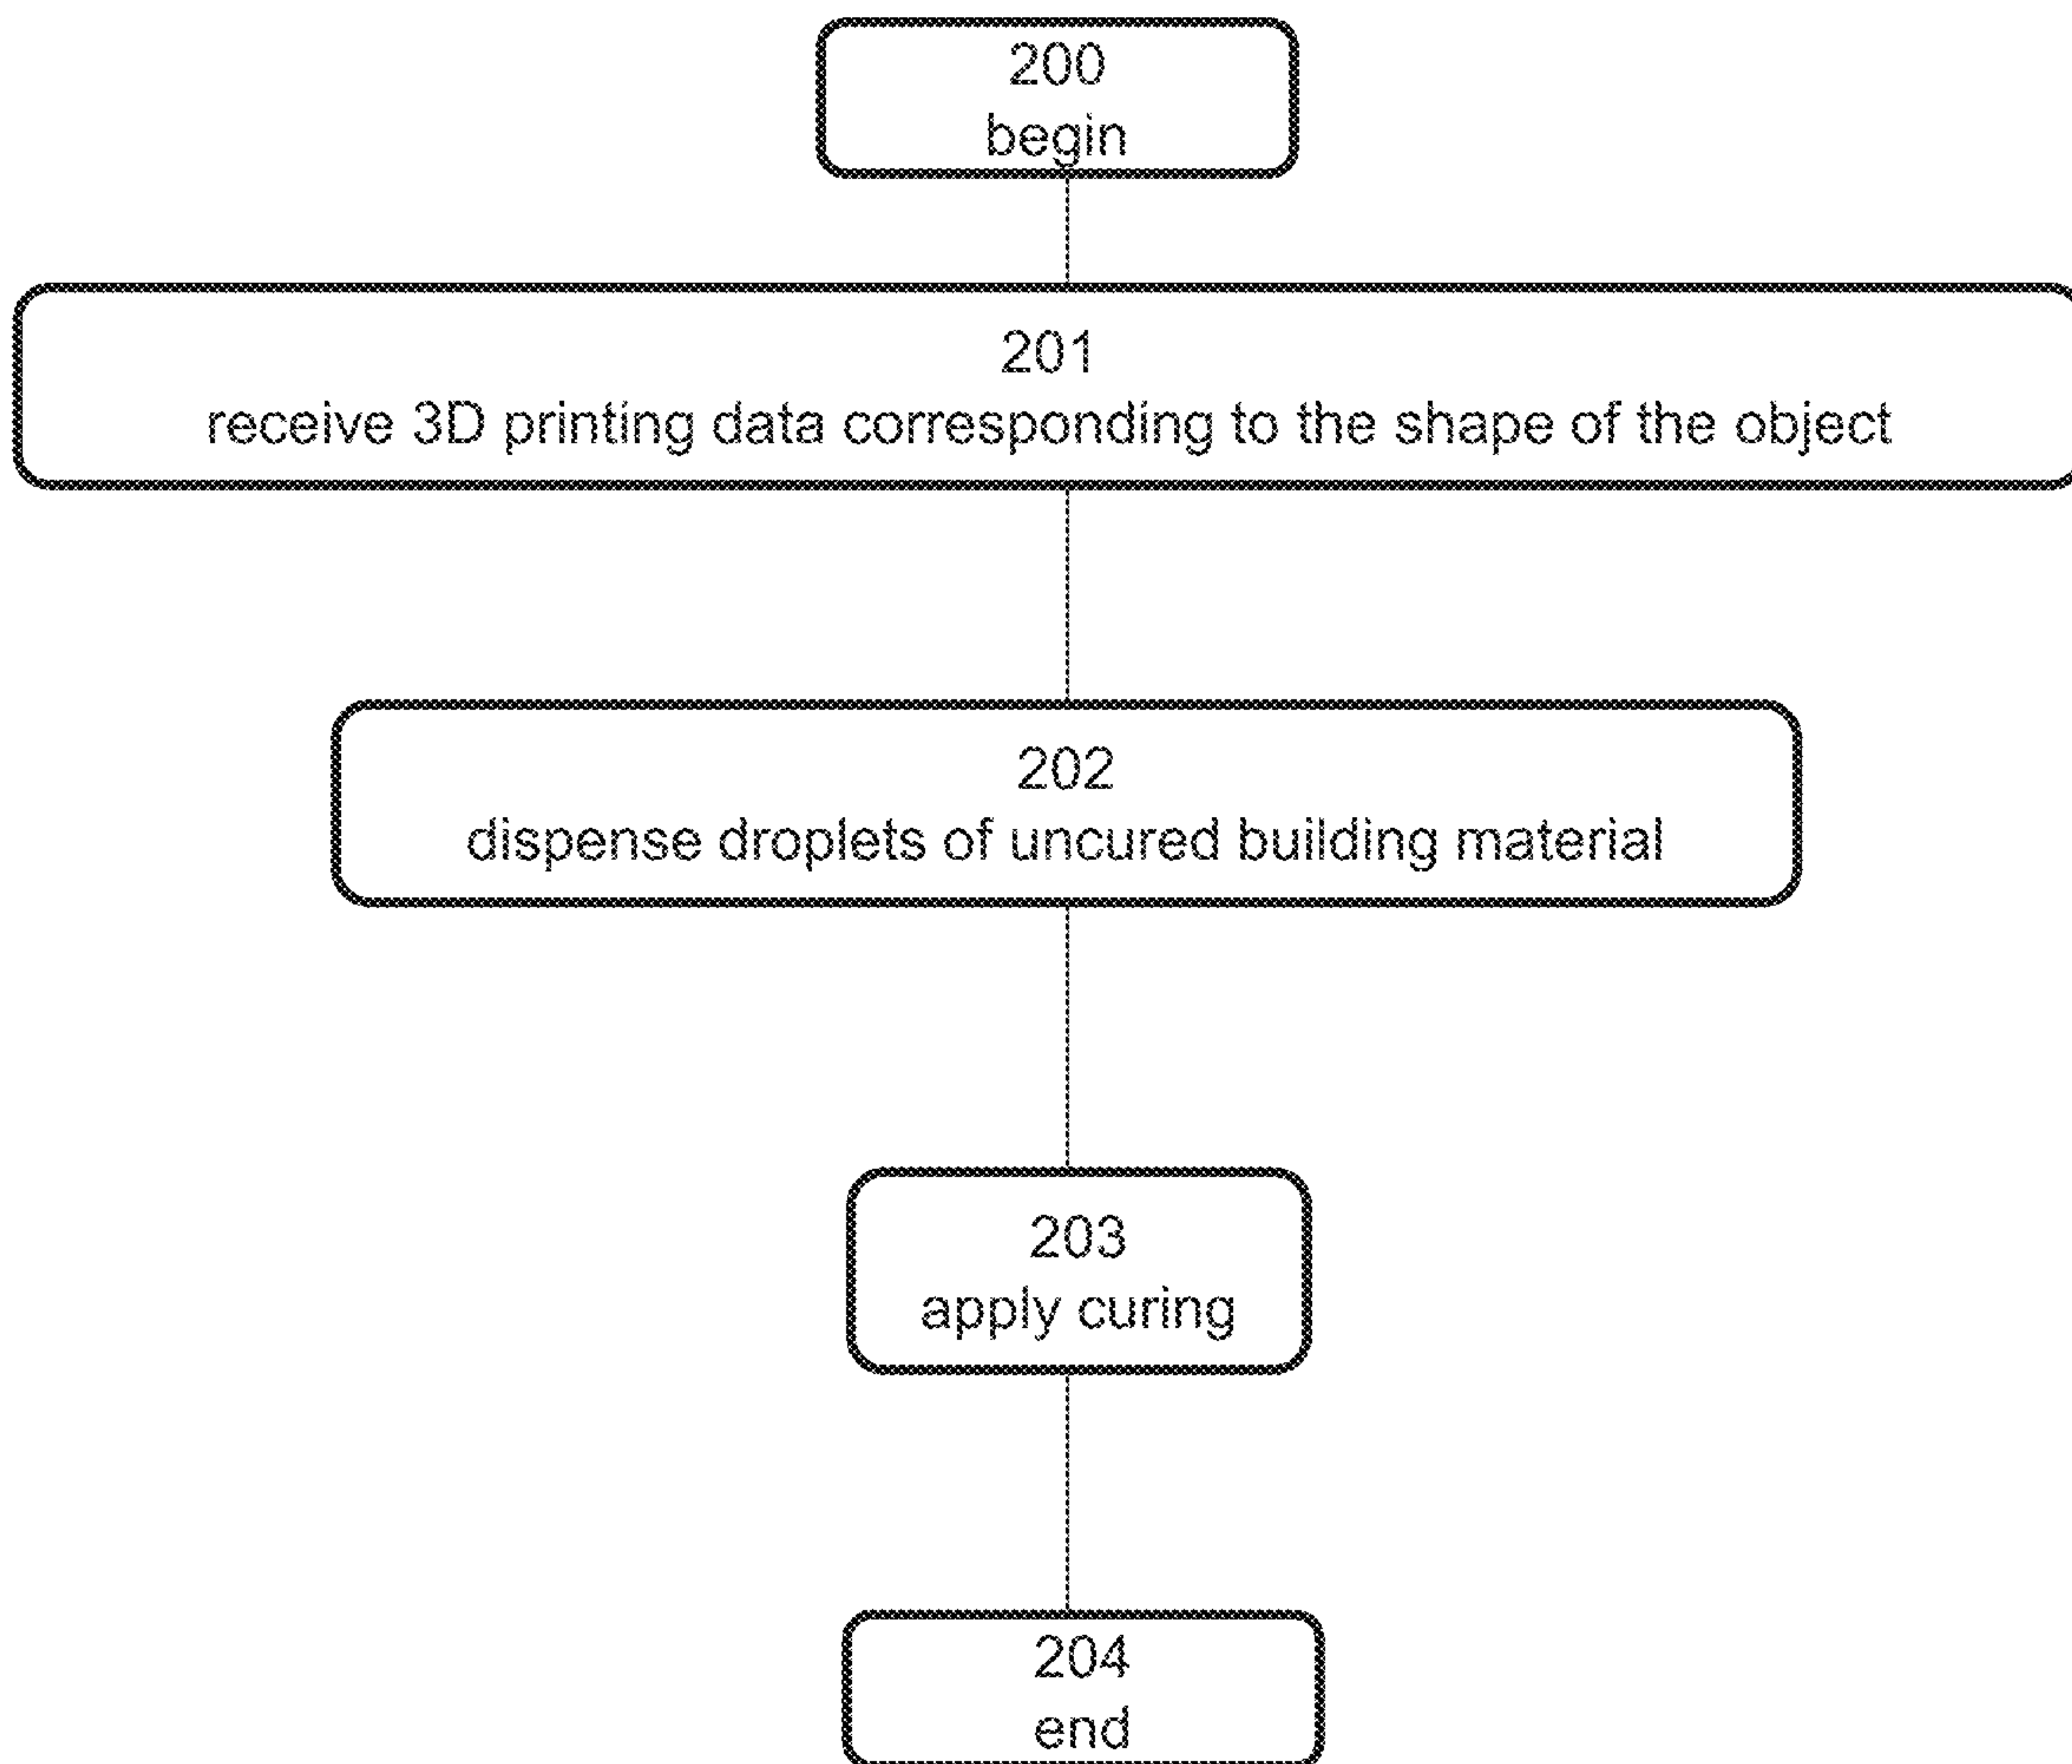 200
begin
201
receive 3D printing data corresponding to the shape of the object
202
dispense droplets of uncured building material
203
apply curing
204
end